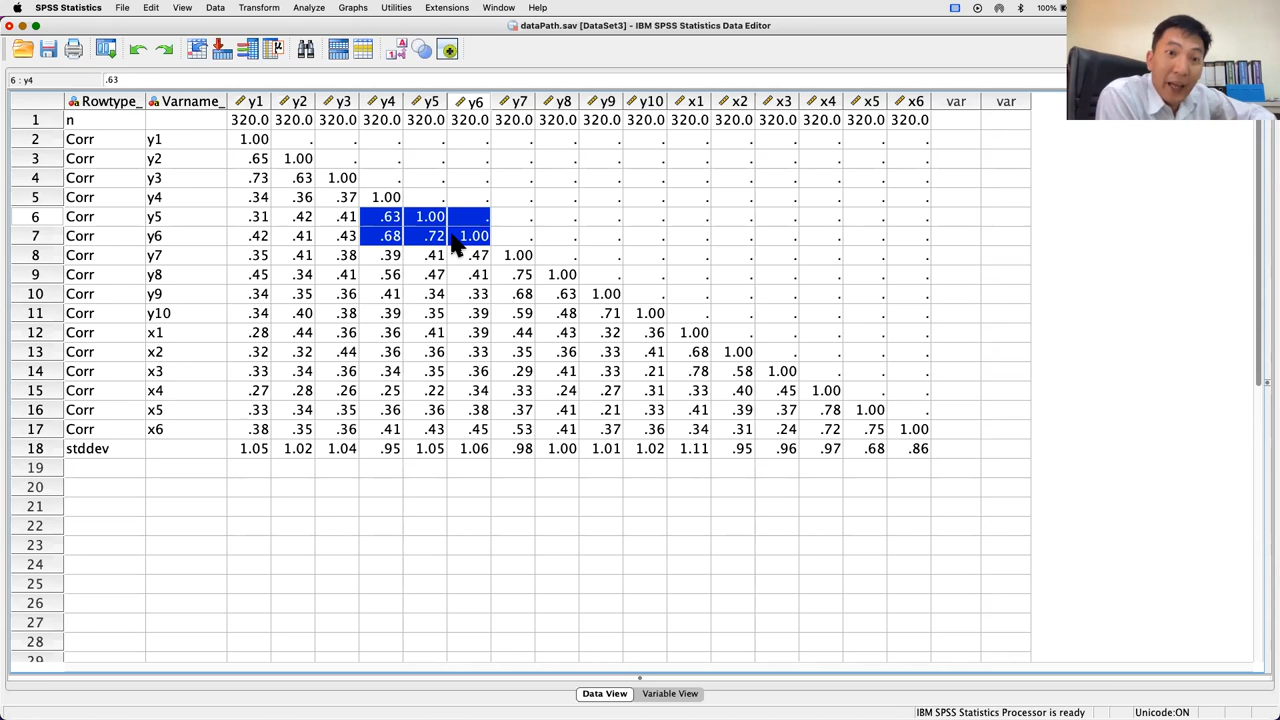 SPSS Statistics File Edit View Data Transform Analyze Graphs Utilities Extensions Window Help 100%
dataPath.sav [DataSet3] - IBM SPSS Statistics Data Editor
6 : y4 .63
Rowtype_ Varname_ y1 y2 y3 y4 y5 y6 y7 y8 y9 y10 x1 x2 x3 x4 x5 x6 var var
1 n 320.0 320.0 320.0 320.0 320.0 320.0 320.0 320.0 320.0 320.0 320.0 320.0 320.0 320.0 320.0 320.0
2 Corr y1 1.00 . . . . . . . . . . . . . . .
3 Corr y2 .65 1.00 . . . . . . . . . . . . . .
4 Corr y3 .73 .63 1.00 . . . . . . . . . . . . .
5 Corr y4 .34 .36 .37 1.00 . . . . . . . . . . . .
6 Corr y5 .31 .42 .41 .63 1.00 . . . . . . . . . . .
7 Corr y6 .42 .41 .43 .68 .72 1.00 . . . . . . . . . .
8 Corr y7 .35 .41 .38 .39 .41 .47 1.00 . . . . . . . . .
9 Corr y8 .45 .34 .41 .56 .47 .41 .75 1.00 . . . . . . . .
10 Corr y9 .34 .35 .36 .41 .34 .33 .68 .63 1.00 . . . . . . .
11 Corr y10 .34 .40 .38 .39 .35 .39 .59 .48 .71 1.00 . . . . . .
12 Corr x1 .28 .44 .36 .36 .41 .39 .44 .43 .32 .36 1.00 . . . . .
13 Corr x2 .32 .32 .44 .36 .36 .33 .35 .36 .33 .41 .68 1.00 . . . .
14 Corr x3 .33 .34 .36 .34 .35 .36 .29 .41 .33 .21 .78 .58 1.00 . . .
15 Corr x4 .27 .28 .26 .25 .22 .34 .33 .24 .27 .31 .33 .40 .45 1.00 . .
16 Corr x5 .33 .34 .35 .36 .36 .38 .37 .41 .21 .33 .41 .39 .37 .78 1.00 .
17 Corr x6 .38 .35 .36 .41 .43 .45 .53 .41 .37 .36 .34 .31 .24 .72 .75 1.00
18 stddev 1.05 1.02 1.04 .95 1.05 1.06 .98 1.00 1.01 1.02 1.11 .95 .96 .97 .68 .86
19
20
21
22
23
24
25
26
27
28
29
Data View Variable View
IBM SPSS Statistics Processor is ready Unicode:ON